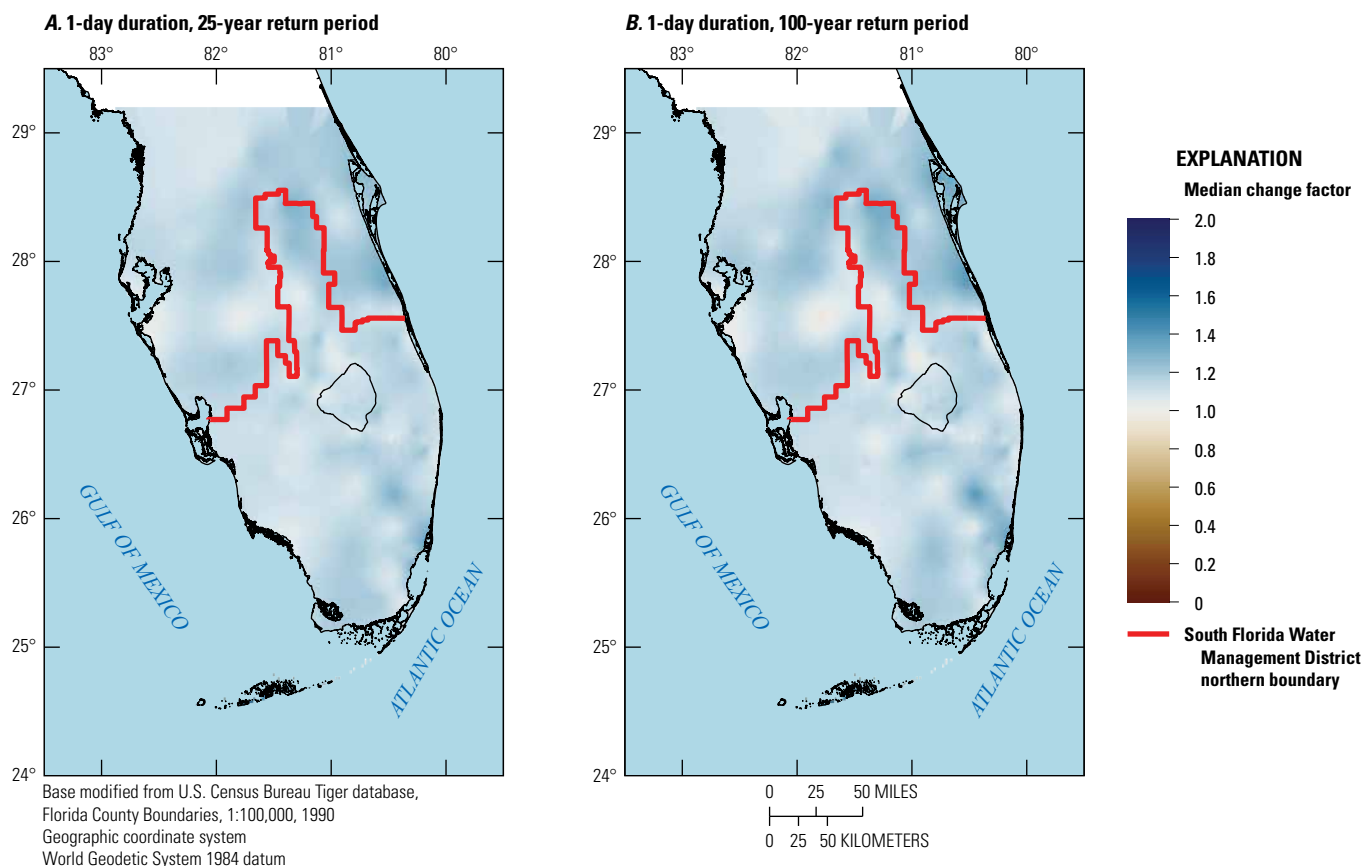 A. 1-day duration, 25-year return period
83°
82°
81°
80°
29°
28°
27°
26°
25°
24°
GULF OF MEXICO
ATLANTIC OCEAN
Base modified from U.S. Census Bureau Tiger database,
Florida County Boundaries, 1:100,000, 1990
Geographic coordinate system
World Geodetic System 1984 datum
B. 1-day duration, 100-year return period
83°
82°
81°
80°
29°
28°
27°
26°
25°
24°
GULF OF MEXICO
ATLANTIC OCEAN
0 25 50 MILES
0 25 50 KILOMETERS
EXPLANATION
Median change factor
2.0
1.8
1.6
1.4
1.2
1.0
0.8
0.6
0.4
0.2
0
South Florida Water
Management District
northern boundary